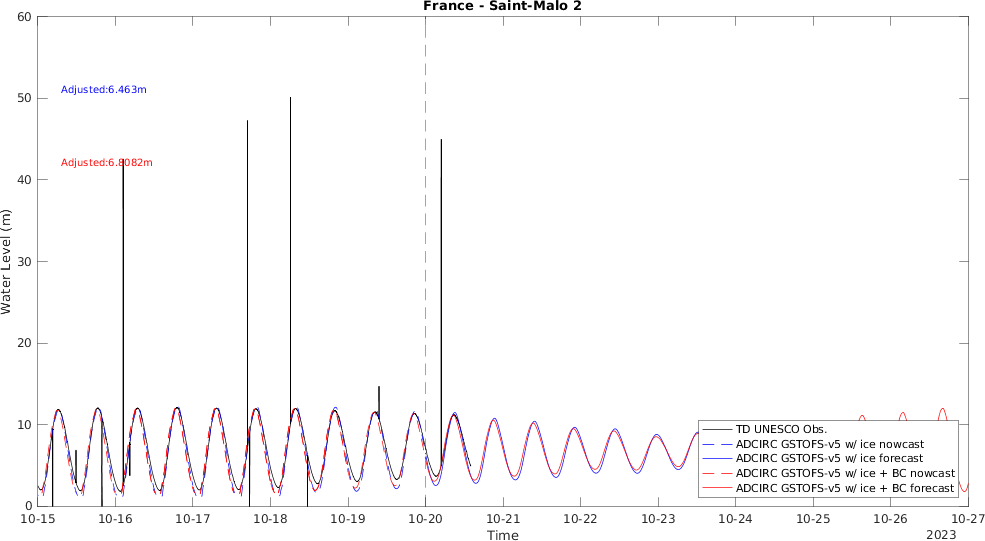 France - Saint-Malo 2
60
50
40
30
20
10
0
Water Level (m)
Adjusted:6.463m
Adjusted:6.8082m
TD UNESCO Obs.
ADCIRC GSTOFS-v5 w/ ice nowcast
ADCIRC GSTOFS-v5 w/ ice forecast
ADCIRC GSTOFS-v5 w/ ice + BC nowcast
ADCIRC GSTOFS-v5 w/ ice + BC forecast
10-15 10-16 10-17 10-18 10-19 10-20 10-21 10-22 10-23 10-24 10-25 10-26 10-27
Time
2023